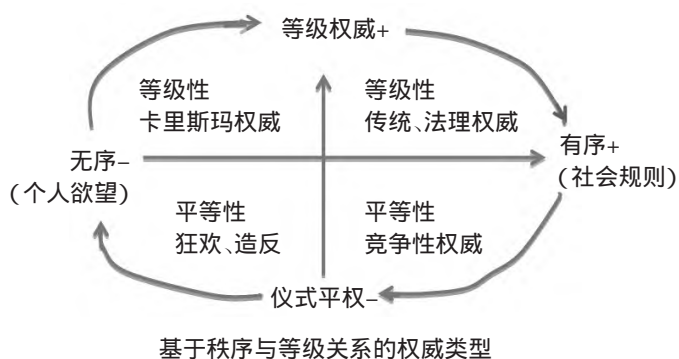 等级权威+
等级性
卡里斯玛权威
等级性
传统、法理权威
无序−
（个人欲望）
有序+
（社会规则）
平等性
狂欢、造反
平等性
竞争性权威
仪式平权−
基于秩序与等级关系的权威类型